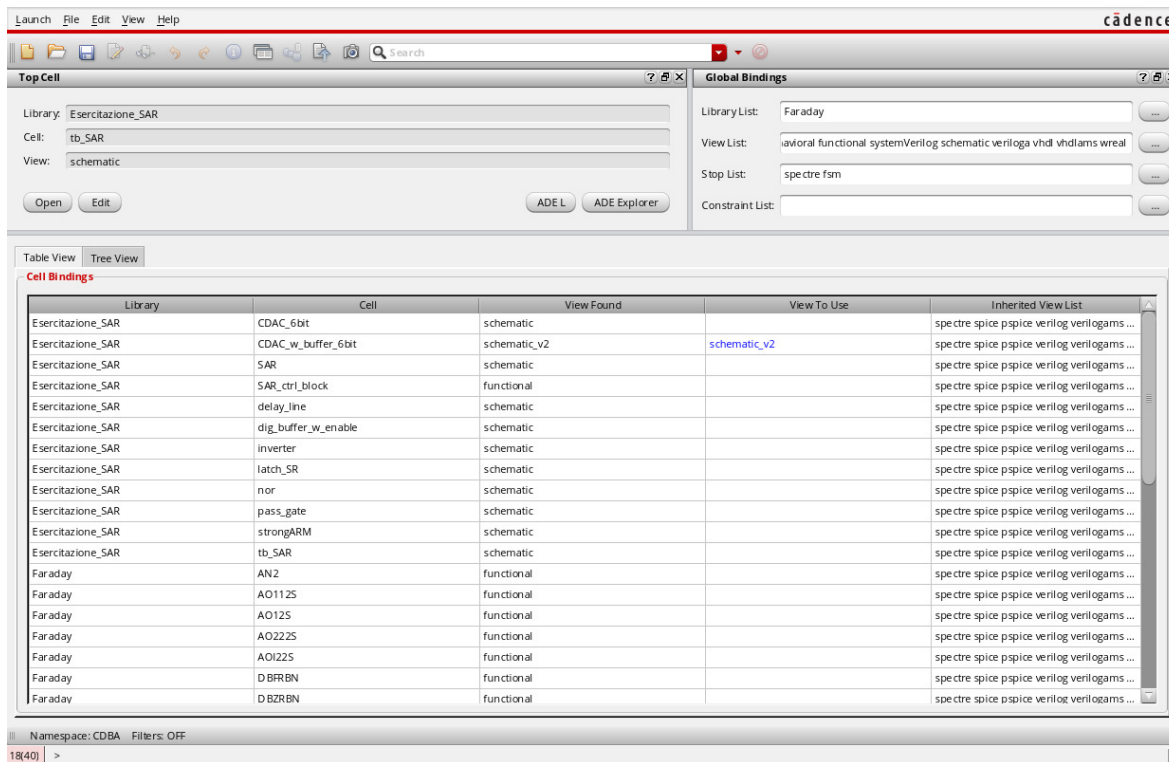 Launch File Edit View Help cādence
Search
Top Cell ? Global Bindings ?
Library: Esercitazione_SAR
Cell: tb_SAR
View: schematic
Open Edit ADE L ADE Explorer
Library List: Faraday ...
View List: avioral functional systemVerilog schematic veriloga vhdl vhdlams wreal ...
Stop List: spectre fsm ...
Constraint List: ...
Table View Tree View
Cell Bindings
Library Cell View Found View To Use Inherited View List
Esercitazione_SAR CDAC_6bit schematic spectre spice pspice verilog verilogams ...
Esercitazione_SAR CDAC_w_buffer_6bit schematic_v2 schematic_v2 spectre spice pspice verilog verilogams ...
Esercitazione_SAR SAR schematic spectre spice pspice verilog verilogams ...
Esercitazione_SAR SAR_ctrl_block functional spectre spice pspice verilog verilogams ...
Esercitazione_SAR delay_line schematic spectre spice pspice verilog verilogams ...
Esercitazione_SAR dig_buffer_w_enable schematic spectre spice pspice verilog verilogams ...
Esercitazione_SAR inverter schematic spectre spice pspice verilog verilogams ...
Esercitazione_SAR latch_SR schematic spectre spice pspice verilog verilogams ...
Esercitazione_SAR nor schematic spectre spice pspice verilog verilogams ...
Esercitazione_SAR pass_gate schematic spectre spice pspice verilog verilogams ...
Esercitazione_SAR strongARM schematic spectre spice pspice verilog verilogams ...
Esercitazione_SAR tb_SAR schematic spectre spice pspice verilog verilogams ...
Faraday AN2 functional spectre spice pspice verilog verilogams ...
Faraday AO112S functional spectre spice pspice verilog verilogams ...
Faraday AO12S functional spectre spice pspice verilog verilogams ...
Faraday AO222S functional spectre spice pspice verilog verilogams ...
Faraday AOI22S functional spectre spice pspice verilog verilogams ...
Faraday DBFRBN functional spectre spice pspice verilog verilogams ...
Faraday DBZRBN functional spectre spice pspice verilog verilogams ...
Namespace: CDBA Filters: OFF
18(40) >